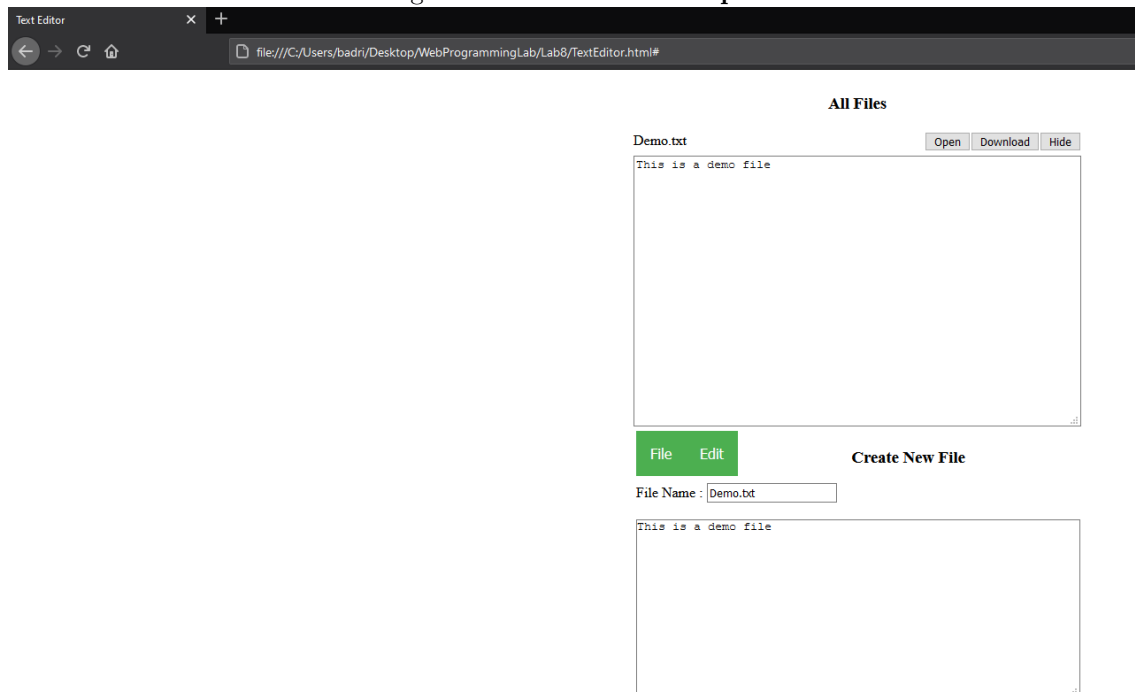 Text Editor
file:///C:/Users/badri/Desktop/WebProgrammingLab/Lab8/TextEditor.html#
All Files
Demo.txt Open Download Hide
This is a demo file
File Edit Create New File
File Name : Demo.txt
This is a demo file